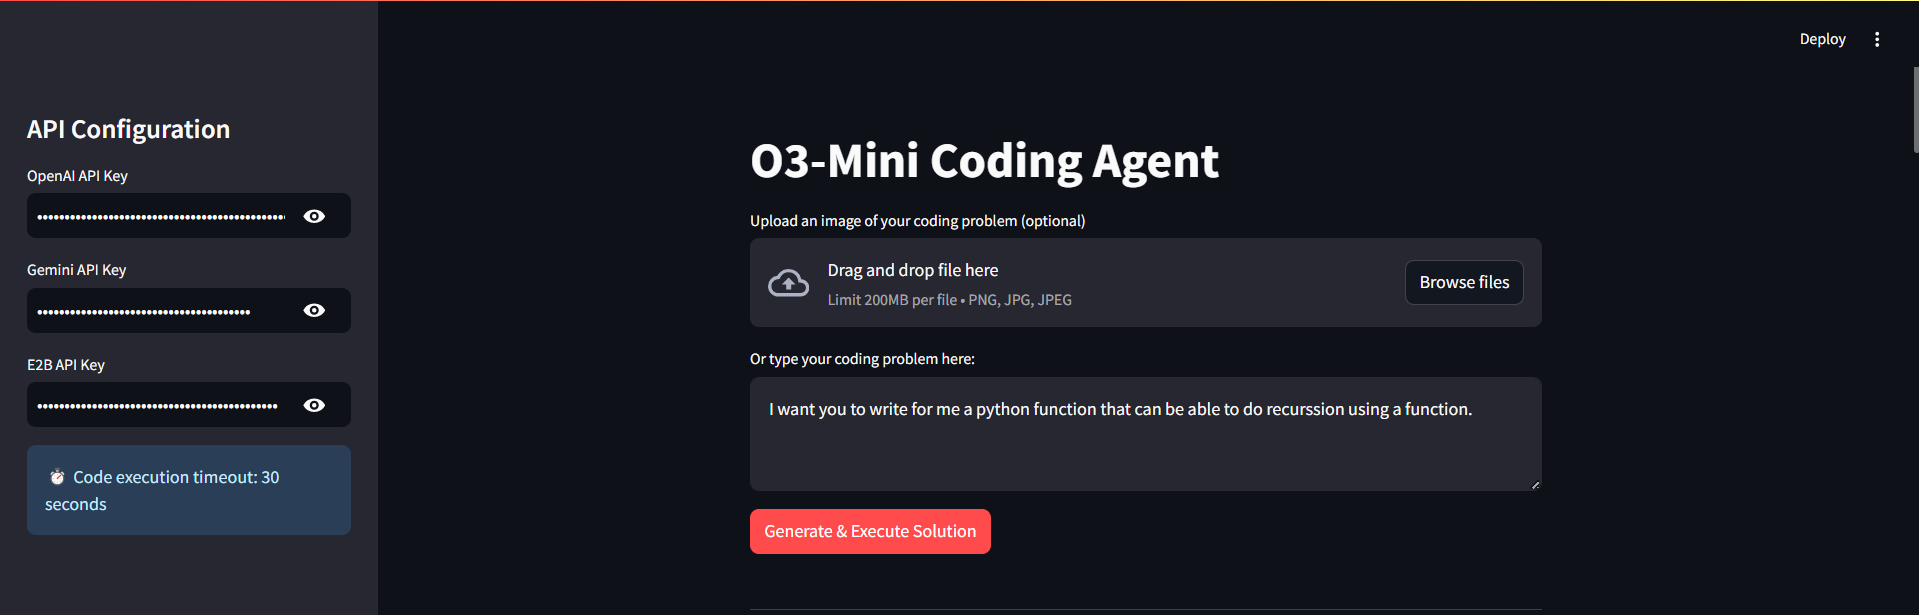 Deploy
API Configuration
OpenAI API Key
••••••••••••••••••••••••••••••••••••••••••••••
Gemini API Key
•••••••••••••••••••••••••••••••••••••••
E2B API Key
••••••••••••••••••••••••••••••••••••••••••••
Code execution timeout: 30
seconds
O3-Mini Coding Agent
Upload an image of your coding problem (optional)
Drag and drop file here
Limit 200MB per file • PNG, JPG, JPEG
Browse files
Or type your coding problem here:
I want you to write for me a python function that can be able to do recurssion using a function.
Generate & Execute Solution